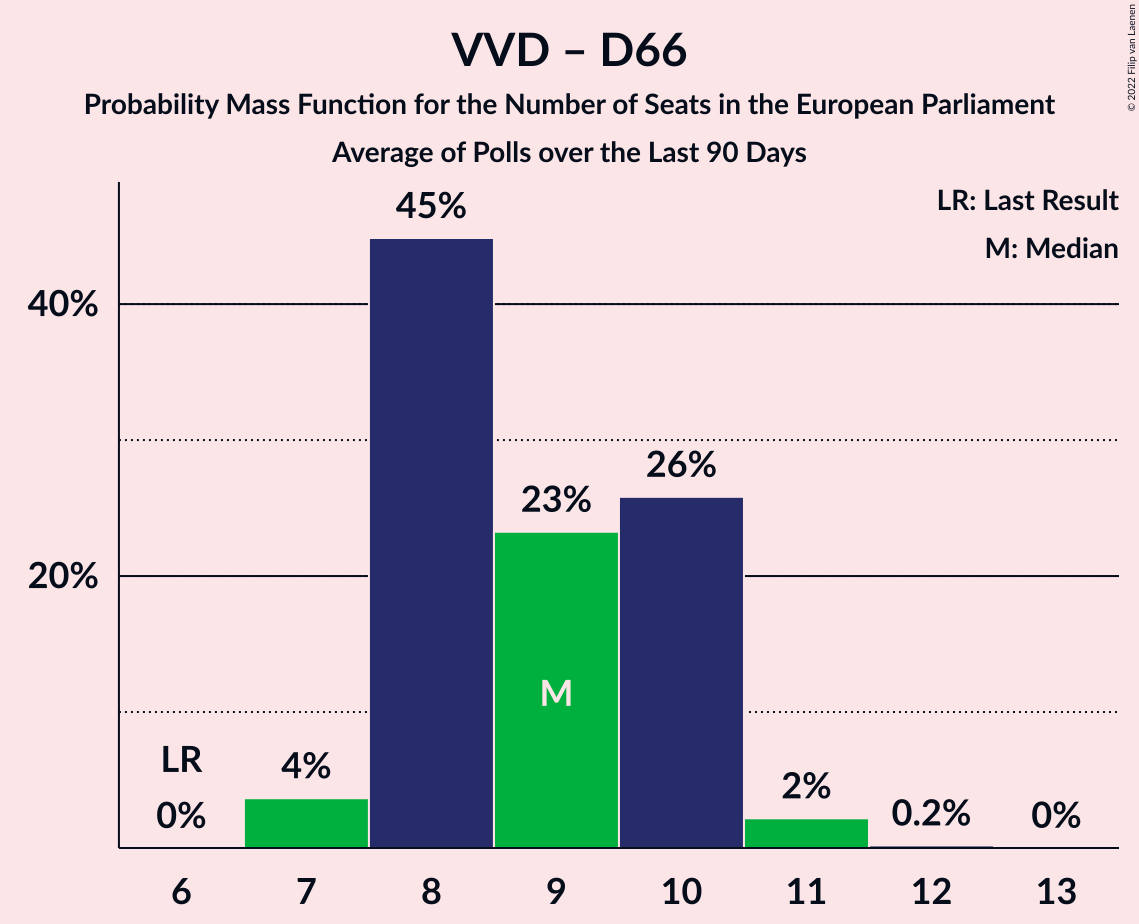 VVD – D66
Probability Mass Function for the Number of Seats in the European Parliament
Average of Polls over the Last 90 Days
© 2022 Filip van Laenen
LR: Last Result
M: Median
40%
20%
LR
0%
4%
45%
23%
M
26%
2%
0.2%
0%
6 7 8 9 10 11 12 13